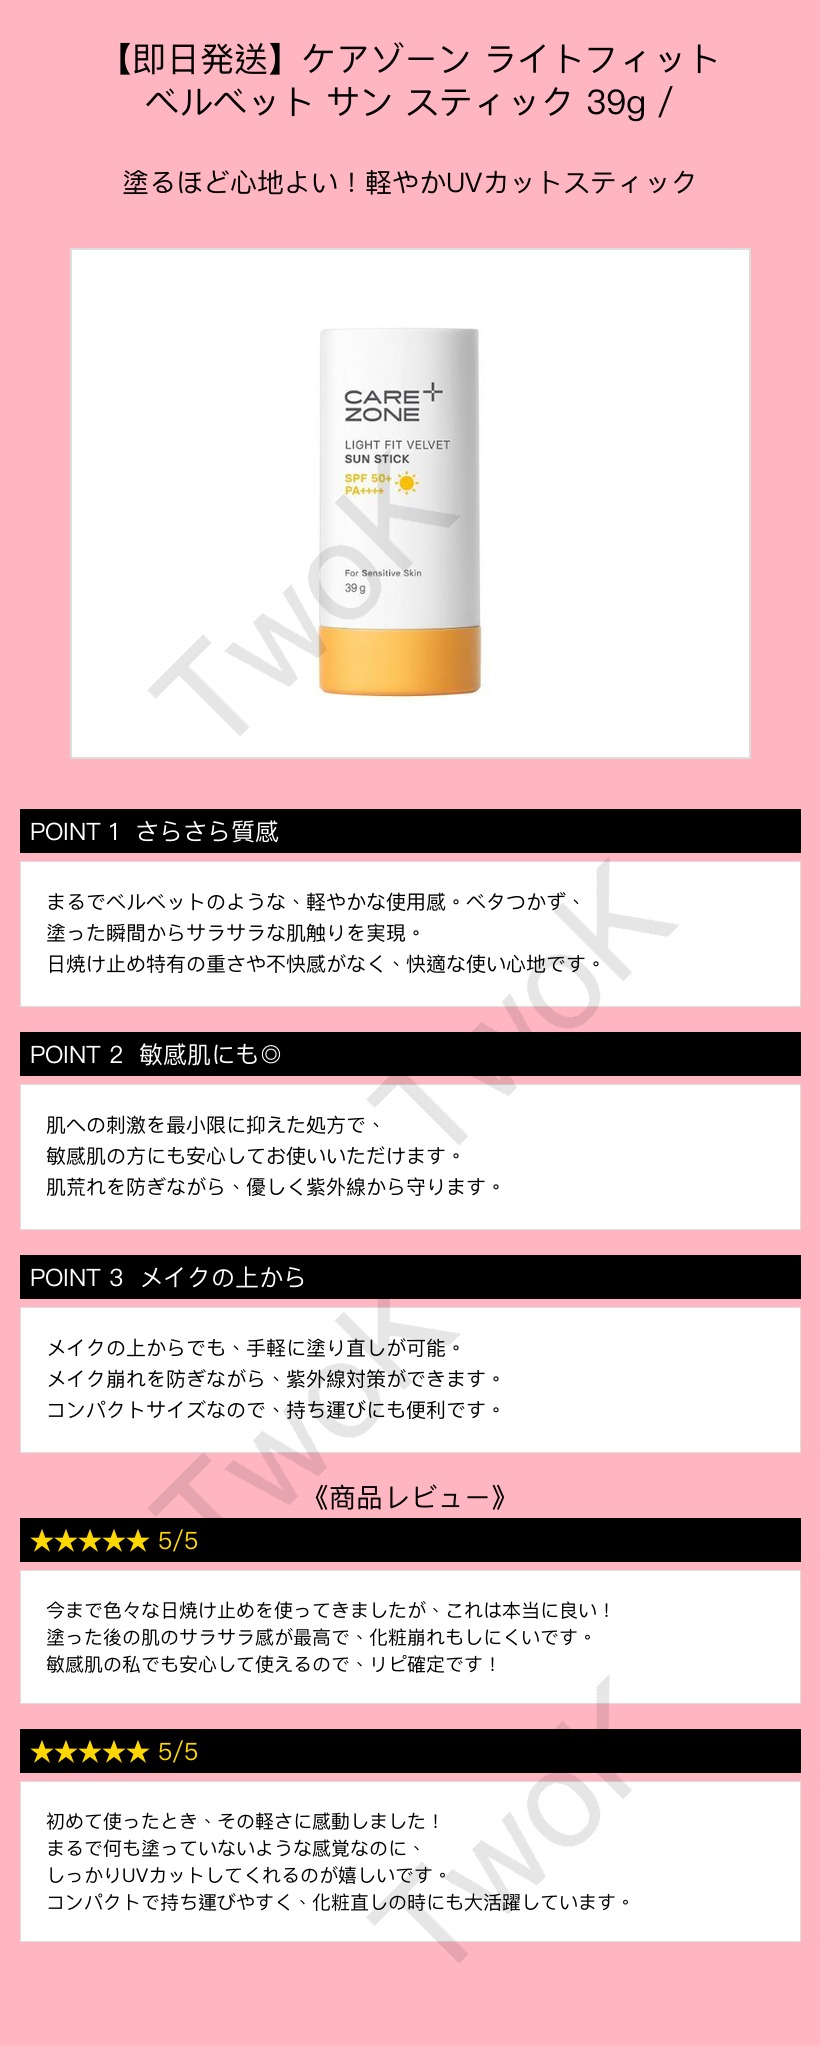 【即日発送】ケアゾーン ライトフィット
ベルベット サン スティック 39g /
塗るほど心地よい！軽やかUVカットスティック
CARE+
ZONE
LIGHT FIT VELVET
SUN STICK
SPF 50+
PA++++
For Sensitive Skin
39 g
TwoK
POINT 1 さらさら質感
まるでベルベットのような、軽やかな使用感。ベタつかず、
塗った瞬間からサラサラな肌触りを実現。
日焼け止め特有の重さや不快感がなく、快適な使い心地です。
TwoK
POINT 2 敏感肌にも◎
肌への刺激を最小限に抑えた処方で、
敏感肌の方にも安心してお使いいただけます。
肌荒れを防ぎながら、優しく紫外線から守ります。
POINT 3 メイクの上から
メイクの上からでも、手軽に塗り直しが可能。
メイク崩れを防ぎながら、紫外線対策ができます。
コンパクトサイズなので、持ち運びにも便利です。
TwoK
《商品レビュー》
★★★★★ 5/5
今まで色々な日焼け止めを使ってきましたが、これは本当に良い！
塗った後の肌のサラサラ感が最高で、化粧崩れもしにくいです。
敏感肌の私でも安心して使えるので、リピ確定です！
★★★★★ 5/5
初めて使ったとき、その軽さに感動しました！
まるで何も塗っていないような感覚なのに、
しっかりUVカットしてくれるのが嬉しいです。
コンパクトで持ち運びやすく、化粧直しの時にも大活躍しています。
TwoK